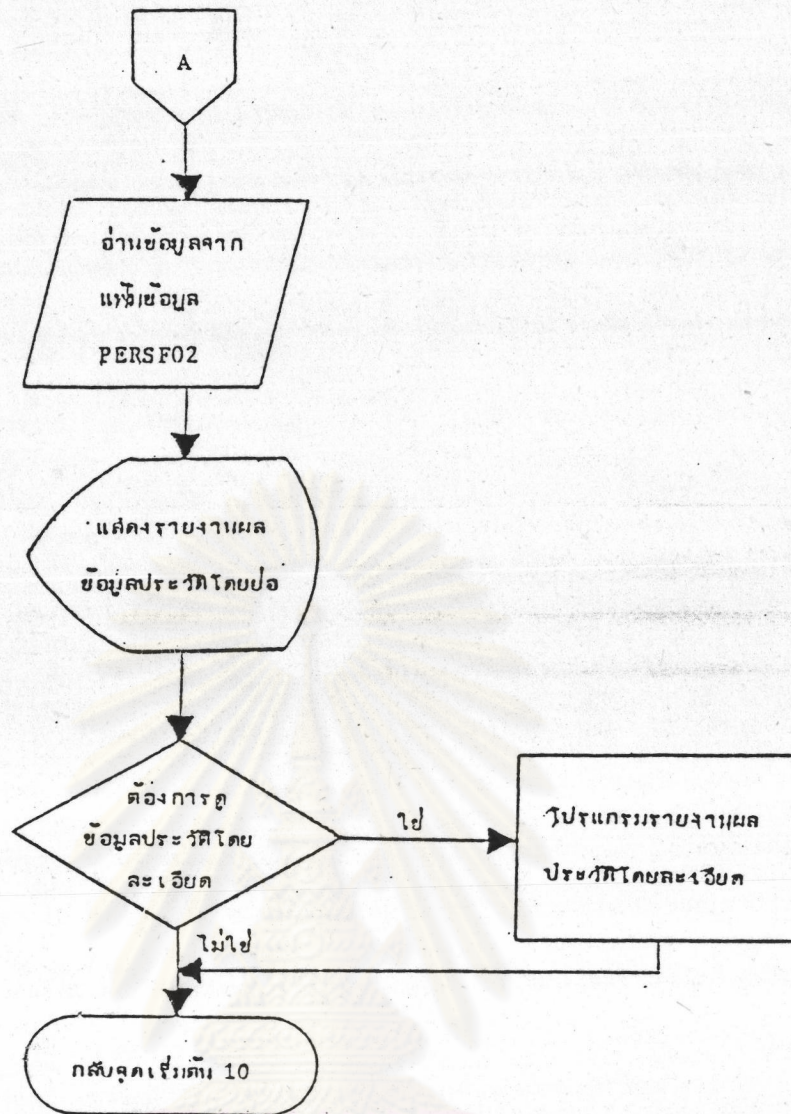 A
อ่านข้อมูลจาก
แฟ้มข้อมูล
PERSF02
แสดงรายงานผล
ข้อมูลประวัติโดยย่อ
ต้องการดู
ข้อมูลประวัติโดย
ละเอียด
ใช่
โปรแกรมรายงานผล
ประวัติโดยละเอียด
ไม่ใช่
กลับจุดเริ่มต้น 10